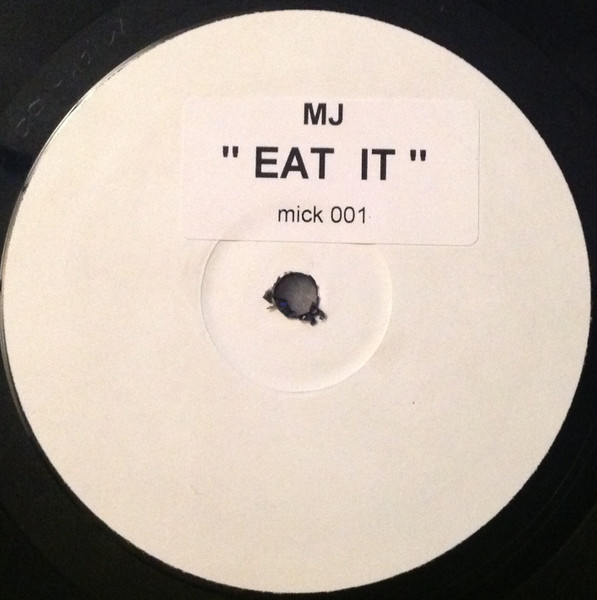 MJ
" EAT IT "
mick 001